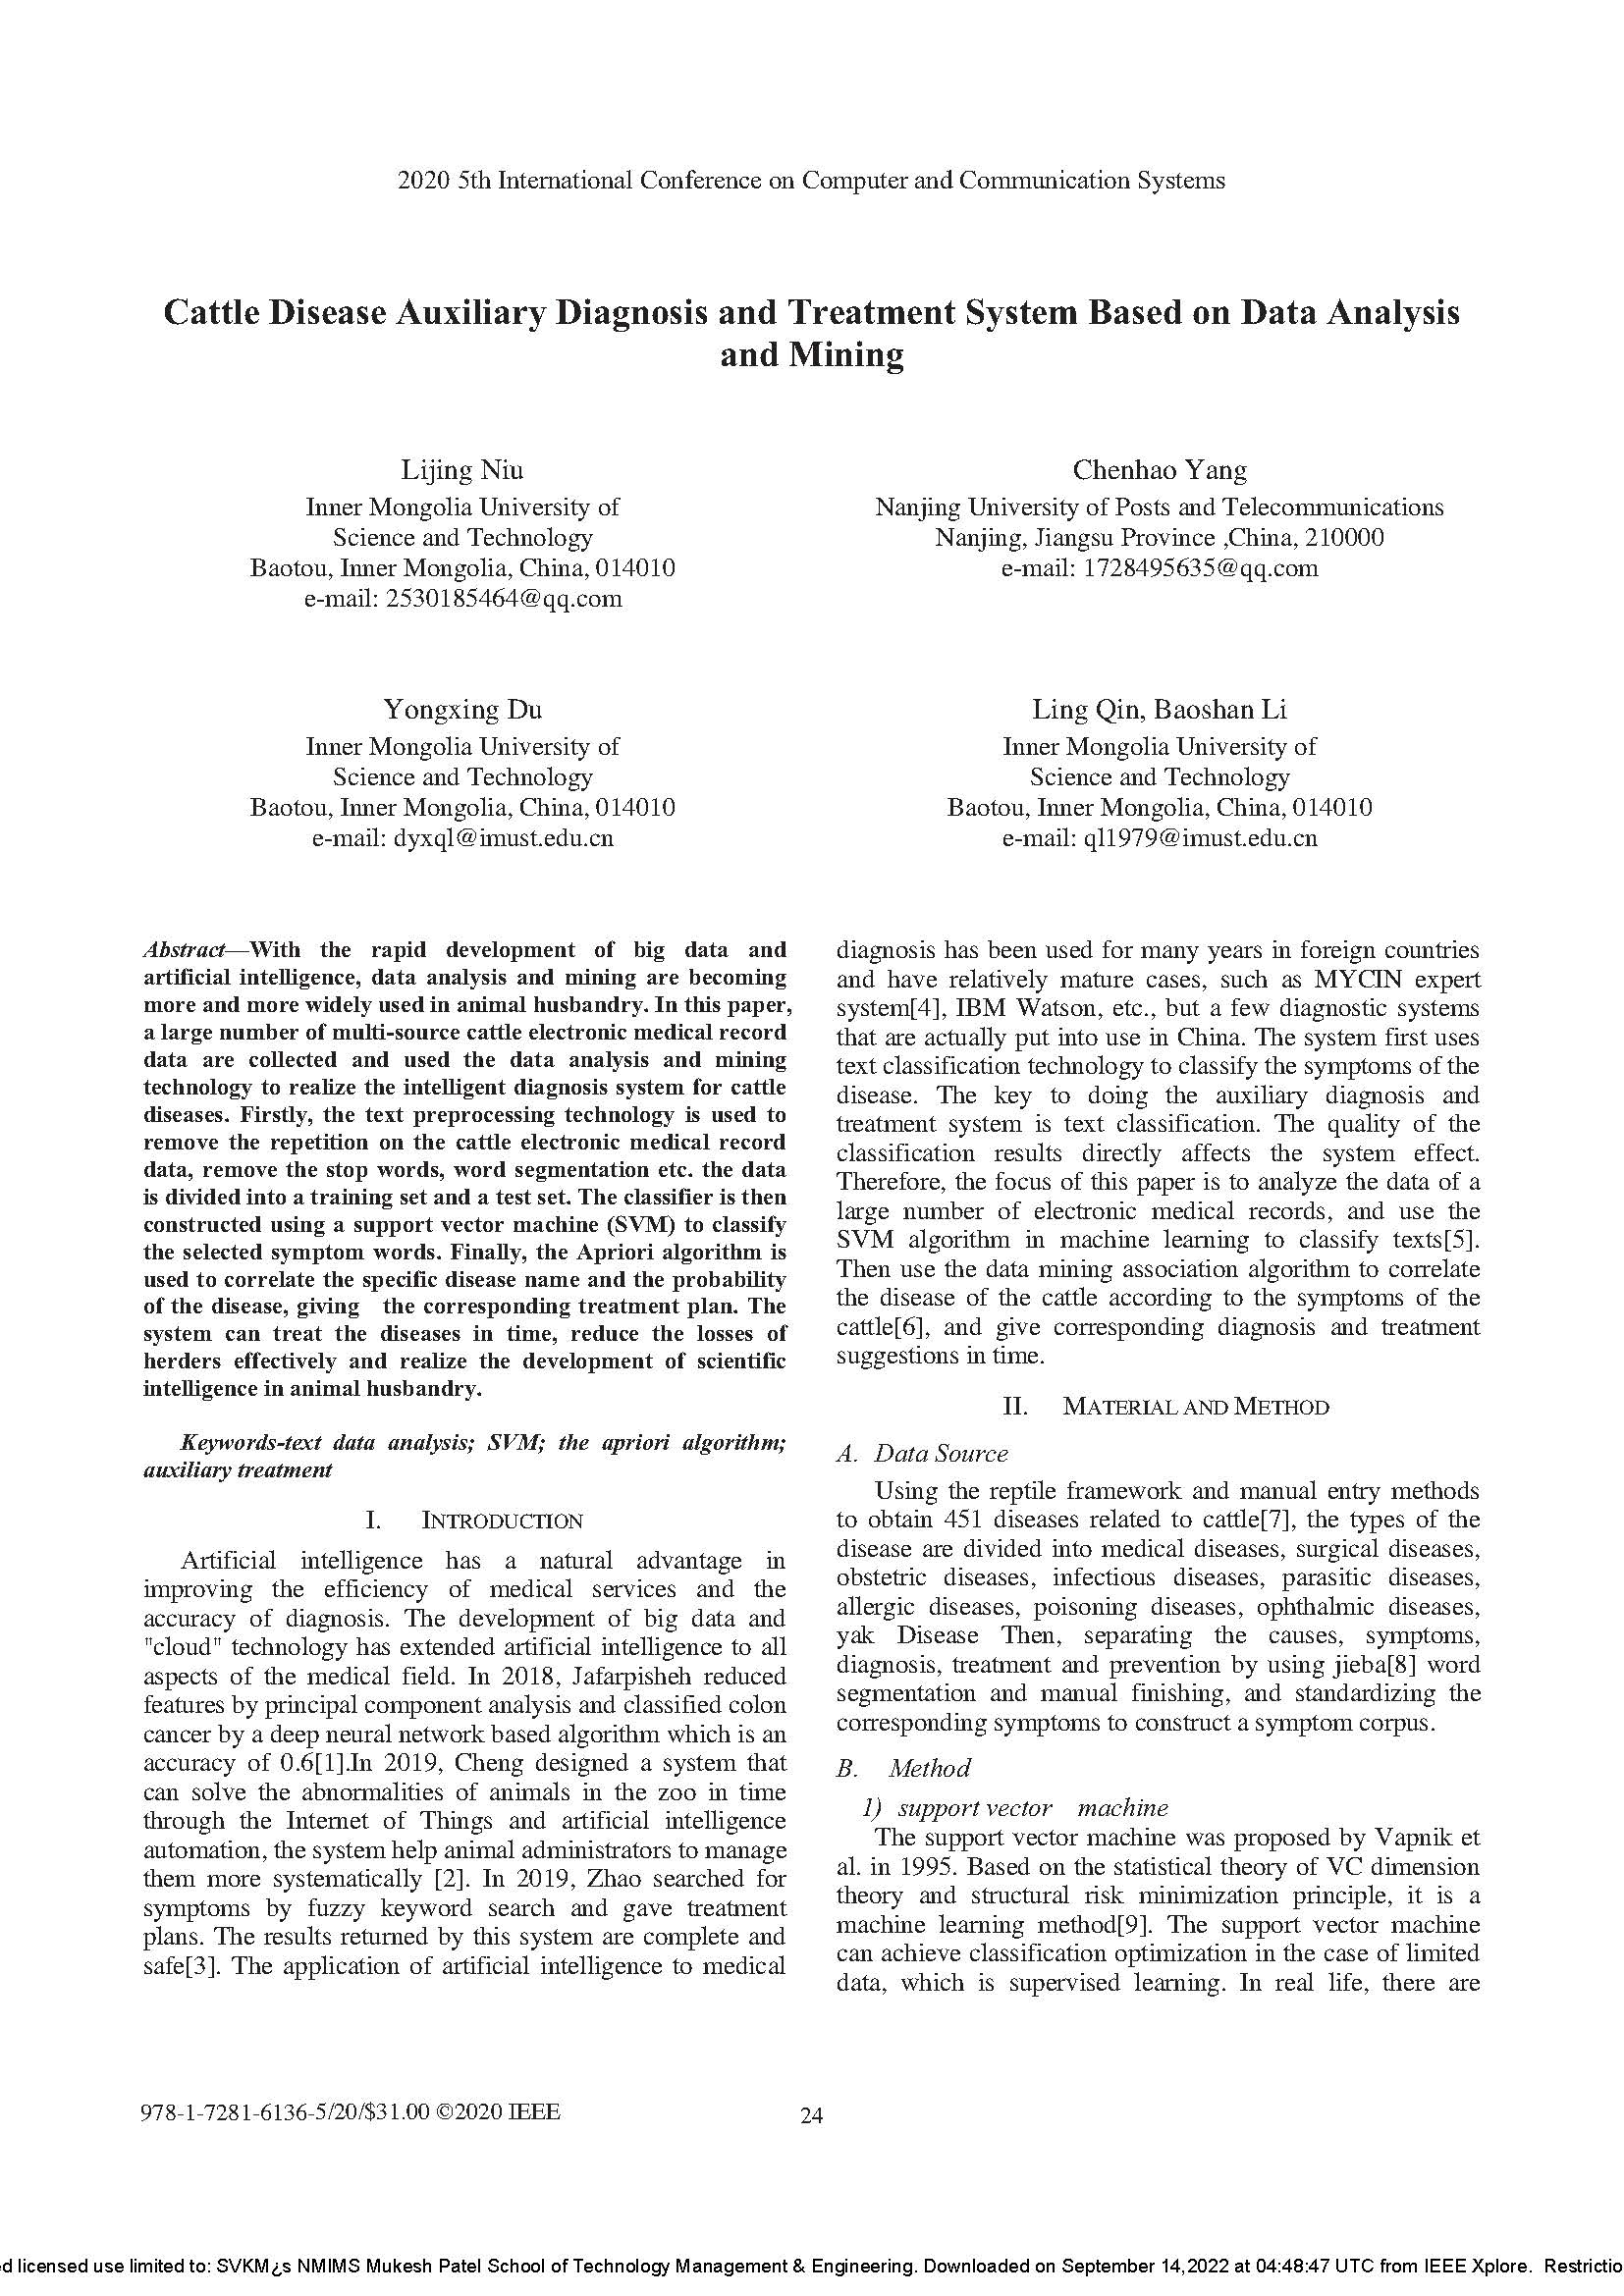 2020 5th International Conference on Computer and Communication Systems
Cattle Disease Auxiliary Diagnosis and Treatment System Based on Data Analysis
and Mining
Lijing Niu
Inner Mongolia University of
Science and Technology
Baotou, Inner Mongolia, China, 014010
e-mail: 2530185464@qq.com
Chenhao Yang
Nanjing University of Posts and Telecommunications
Nanjing, Jiangsu Province ,China, 210000
e-mail: 1728495635@qq.com
Yongxing Du
Inner Mongolia University of
Science and Technology
Baotou, Inner Mongolia, China, 014010
e-mail: dyxql@imust.edu.cn
Ling Qin, Baoshan Li
Inner Mongolia University of
Science and Technology
Baotou, Inner Mongolia, China, 014010
e-mail: ql1979@imust.edu.cn
Abstract—With the rapid development of big data and
artificial intelligence, data analysis and mining are becoming
more and more widely used in animal husbandry. In this paper,
a large number of multi-source cattle electronic medical record
data are collected and used the data analysis and mining
technology to realize the intelligent diagnosis system for cattle
diseases. Firstly, the text preprocessing technology is used to
remove the repetition on the cattle electronic medical record
data, remove the stop words, word segmentation etc. the data
is divided into a training set and a test set. The classifier is then
constructed using a support vector machine (SVM) to classify
the selected symptom words. Finally, the Apriori algorithm is
used to correlate the specific disease name and the probability
of the disease, giving the corresponding treatment plan. The
system can treat the diseases in time, reduce the losses of
herders effectively and realize the development of scientific
intelligence in animal husbandry.
Keywords-text data analysis; SVM; the apriori algorithm;
auxiliary treatment
I. INTRODUCTION
Artificial intelligence has a natural advantage in
improving the efficiency of medical services and the
accuracy of diagnosis. The development of big data and
"cloud" technology has extended artificial intelligence to all
aspects of the medical field. In 2018, Jafarpisheh reduced
features by principal component analysis and classified colon
cancer by a deep neural network based algorithm which is an
accuracy of 0.6[1].In 2019, Cheng designed a system that
can solve the abnormalities of animals in the zoo in time
through the Internet of Things and artificial intelligence
automation, the system help animal administrators to manage
them more systematically [2]. In 2019, Zhao searched for
symptoms by fuzzy keyword search and gave treatment
plans. The results returned by this system are complete and
safe[3]. The application of artificial intelligence to medical
diagnosis has been used for many years in foreign countries
and have relatively mature cases, such as MYCIN expert
system[4], IBM Watson, etc., but a few diagnostic systems
that are actually put into use in China. The system first uses
text classification technology to classify the symptoms of the
disease. The key to doing the auxiliary diagnosis and
treatment system is text classification. The quality of the
classification results directly affects the system effect.
Therefore, the focus of this paper is to analyze the data of a
large number of electronic medical records, and use the
SVM algorithm in machine learning to classify texts[5].
Then use the data mining association algorithm to correlate
the disease of the cattle according to the symptoms of the
cattle[6], and give corresponding diagnosis and treatment
suggestions in time.
II. MATERIAL AND METHOD
A. Data Source
Using the reptile framework and manual entry methods
to obtain 451 diseases related to cattle[7], the types of the
disease are divided into medical diseases, surgical diseases,
obstetric diseases, infectious diseases, parasitic diseases,
allergic diseases, poisoning diseases, ophthalmic diseases,
yak Disease Then, separating the causes, symptoms,
diagnosis, treatment and prevention by using jieba[8] word
segmentation and manual finishing, and standardizing the
corresponding symptoms to construct a symptom corpus.
B. Method
1) support vector machine
The support vector machine was proposed by Vapnik et
al. in 1995. Based on the statistical theory of VC dimension
theory and structural risk minimization principle, it is a
machine learning method[9]. The support vector machine
can achieve classification optimization in the case of limited
data, which is supervised learning. In real life, there are
978-1-7281-6136-5/20/$31.00 ©2020 IEEE
24
d licensed use limited to: SVKM¿s NMIMS Mukesh Patel School of Technology Management & Engineering. Downloaded on September 14,2022 at 04:48:47 UTC from IEEE Xplore. Restrictio